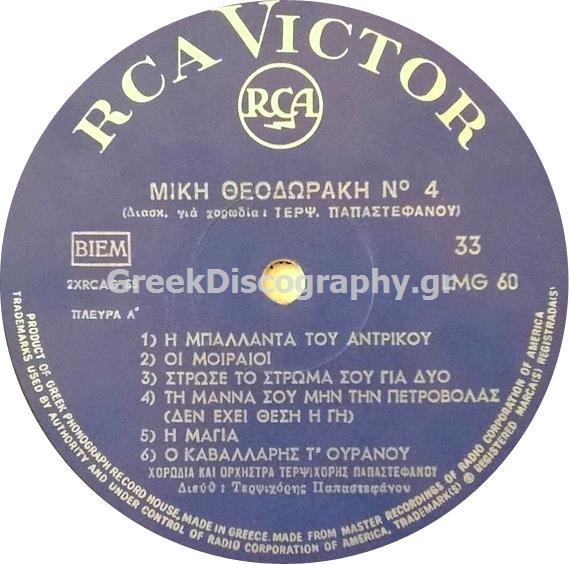 RCA VICTOR
RCA
ΜΙΚΗ ΘΕΟΔΩΡΑΚΗ Νο 4
(Διασκ. γιά χορωδία: ΤΕΡΨ. ΠΑΠΑΣΤΕΦΑΝΟΥ)
BIEM
33
2XRCAG
GreekDiscography.gr
LMG 60
ΠΛΕΥΡΑ Α'
1) Η ΜΠΑΛΛΑΝΤΑ ΤΟΥ ΑΝΤΡΙΚΟΥ
2) ΟΙ ΜΟΙΡΑΙΟΙ
3) ΣΤΡΩΣΕ ΤΟ ΣΤΡΩΜΑ ΣΟΥ ΓΙΑ ΔΥΟ
4) ΤΗ ΜΑΝΝΑ ΣΟΥ ΜΗΝ ΤΗΝ ΠΕΤΡΟΒΟΛΑΣ
(ΔΕΝ ΕΧΕΙ ΘΕΣΗ Η ΓΗ)
5) Η ΜΑΓΙΑ
6) Ο ΚΑΒΑΛΛΑΡΗΣ Τ' ΟΥΡΑΝΟΥ
ΧΟΡΩΔΙΑ ΚΑΙ ΟΡΧΗΣΤΡΑ ΤΕΡΨΙΧΟΡΗΣ ΠΑΠΑΣΤΕΦΑΝΟΥ
Διευθ: Τερψιχόρης Παπαστεφάνου
PRODUCT OF GREEK PHONOGRAPH RECORD HOUSE, MADE IN GREECE. MADE FROM MASTER RECORDINGS OF RADIO CORPORATION OF AMERICA
TRADEMARKS USED BY AUTHORITY AND UNDER CONTROL OF RADIO CORPORATION OF AMERICA, TRADEMARK(S) ® REGISTERED MARCA(S) REGISTRADA(S)